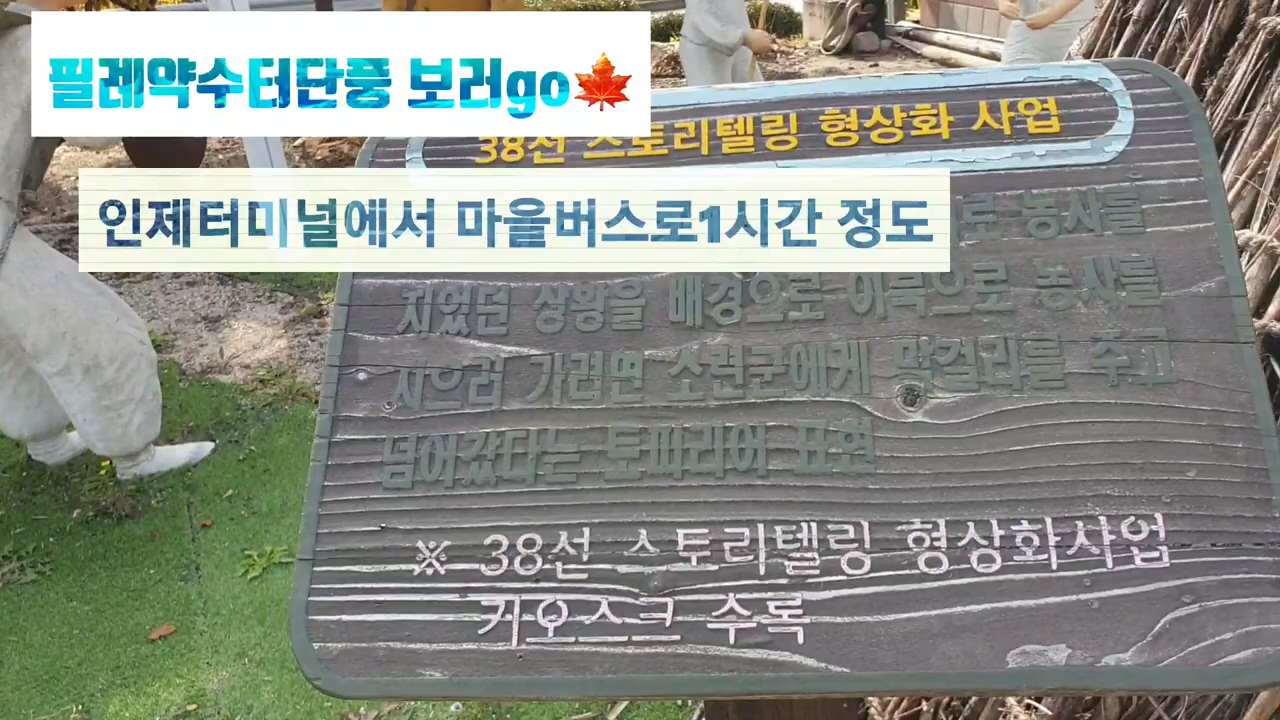 필레약수터단풍 보러go🍁
38선 스토리텔링 형상화 사업
인제터미널에서 마을버스로1시간 정도
농사를
지었던 상황을 배경으로 이북으로 농사를
지으러 가려면 소련군에게 막걸리를 주고
넘어갔다는 토피어리 표현
※ 38선 스토리텔링 형상화사업
키오스크 수록